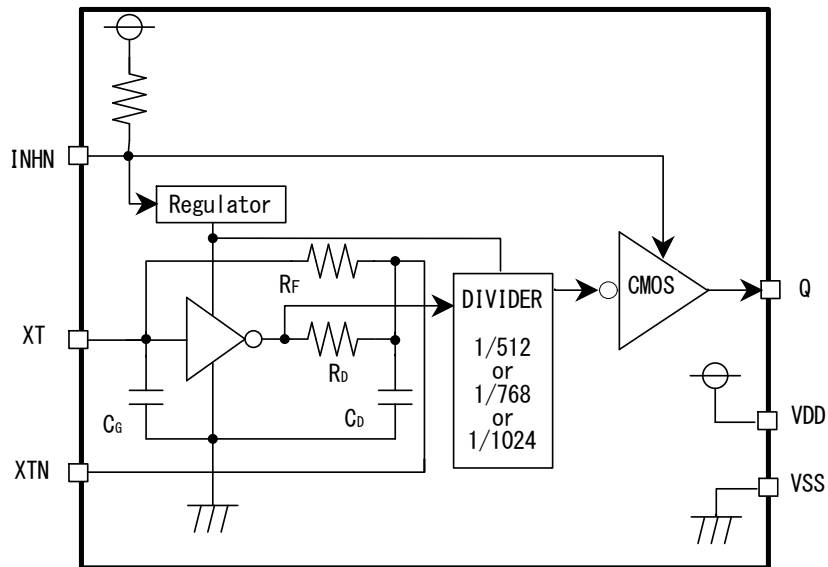 INHN
Regulator
RF
CMOS
Q
DIVIDER
1/512
or
1/768
or
1/1024
XT
RD
CG
CD
VDD
XTN
VSS